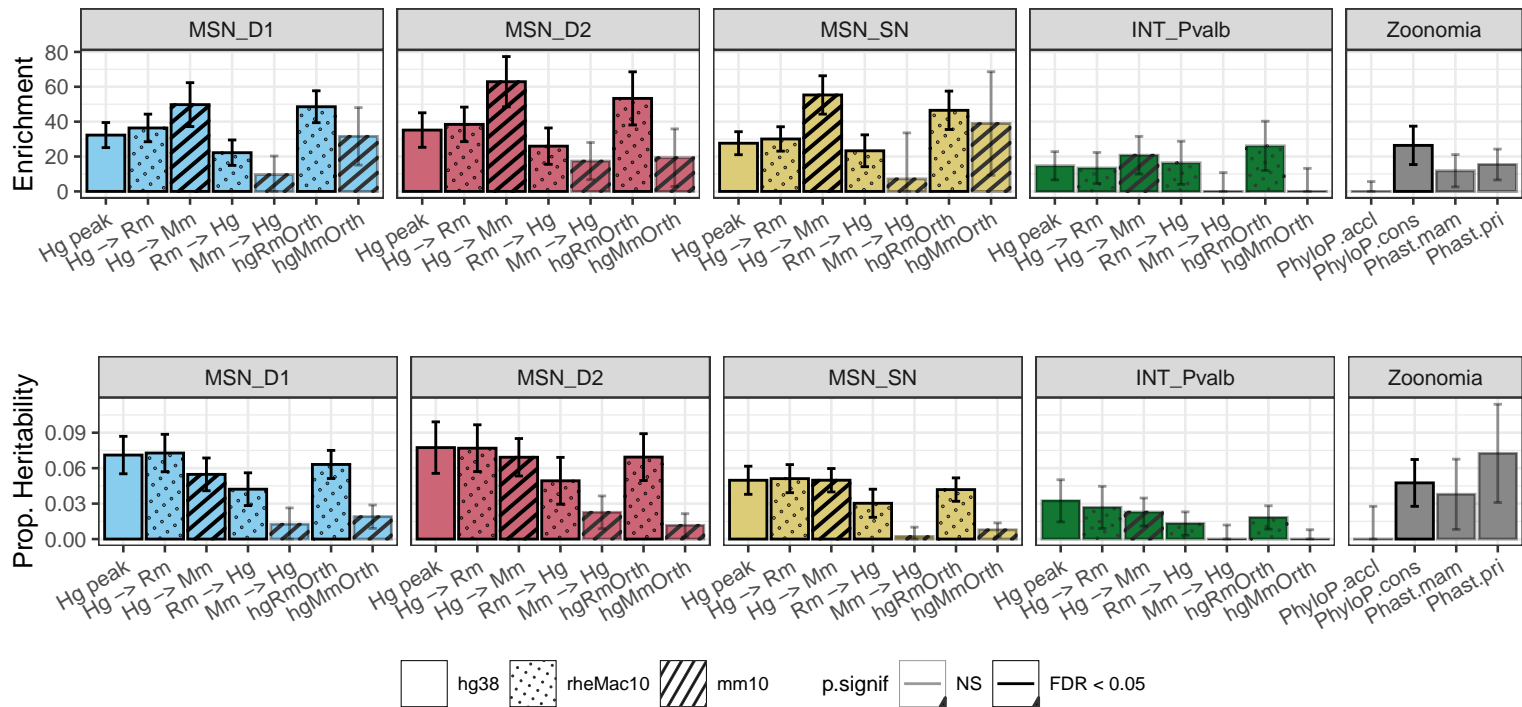 MSN_D1 MSN_D2 MSN_SN INT_Pvalb Zoonomia
Enrichment
80
60
40
20
0
Hg peak Hg −> Rm Hg −> Mm Rm −> Hg Mm −> Hg hgRmOrth hgMmOrth Hg peak Hg −> Rm Hg −> Mm Rm −> Hg Mm −> Hg hgRmOrth hgMmOrth Hg peak Hg −> Rm Hg −> Mm Rm −> Hg Mm −> Hg hgRmOrth hgMmOrth Hg peak Hg −> Rm Hg −> Mm Rm −> Hg Mm −> Hg hgRmOrth hgMmOrth PhyloP.accl PhyloP.cons Phast.mam Phast.pri
MSN_D1 MSN_D2 MSN_SN INT_Pvalb Zoonomia
Prop. Heritability
0.09
0.06
0.03
0.00
Hg peak Hg −> Rm Hg −> Mm Rm −> Hg Mm −> Hg hgRmOrth hgMmOrth Hg peak Hg −> Rm Hg −> Mm Rm −> Hg Mm −> Hg hgRmOrth hgMmOrth Hg peak Hg −> Rm Hg −> Mm Rm −> Hg Mm −> Hg hgRmOrth hgMmOrth Hg peak Hg −> Rm Hg −> Mm Rm −> Hg Mm −> Hg hgRmOrth hgMmOrth PhyloP.accl PhyloP.cons Phast.mam Phast.pri
hg38 rheMac10 mm10 p.signif NS FDR < 0.05